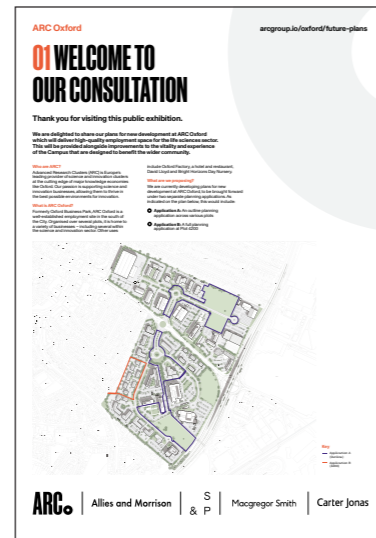 ARC Oxford
arcgroup.io/oxford/future-plans
01 WELCOME TO
OUR CONSULTATION
Thank you for visiting this public exhibition.
We are delighted to share our plans for new development at ARC Oxford
which will deliver high-quality employment space for the life sciences sector.
This will be provided alongside improvements to the vitality and experience
of the Campus that are designed to benefit the wider community.
Who are ARC?
Advanced Research Clusters (ARC) is Europe's
leading provider of science and innovation clusters
at the cutting edge of major knowledge economies
like Oxford. Our passion is supporting science and
innovation businesses, allowing them to thrive in
the best possible environments for innovation.
What is ARC Oxford?
Formerly Oxford Business Park, ARC Oxford is a
well-established employment site in the south of
the City. Organised over several plots, it is home to
a variety of businesses – including several within
the science and innovation sector. Other uses
include Oxford Factory, a hotel and restaurant,
David Lloyd and Bright Horizons Day Nursery.
What are we proposing?
We are currently developing plans for new
development at ARC Oxford, to be brought forward
under two separate planning applications. As
indicated on the plan below, this would include:
Application A: An outline planning
application across various plots
Application B: A full planning
application at Plot 4200
Key
Application A
(Outline)
Application B
(4200)
ARC
Allies and Morrison
S
& P
Macgregor Smith
Carter Jonas